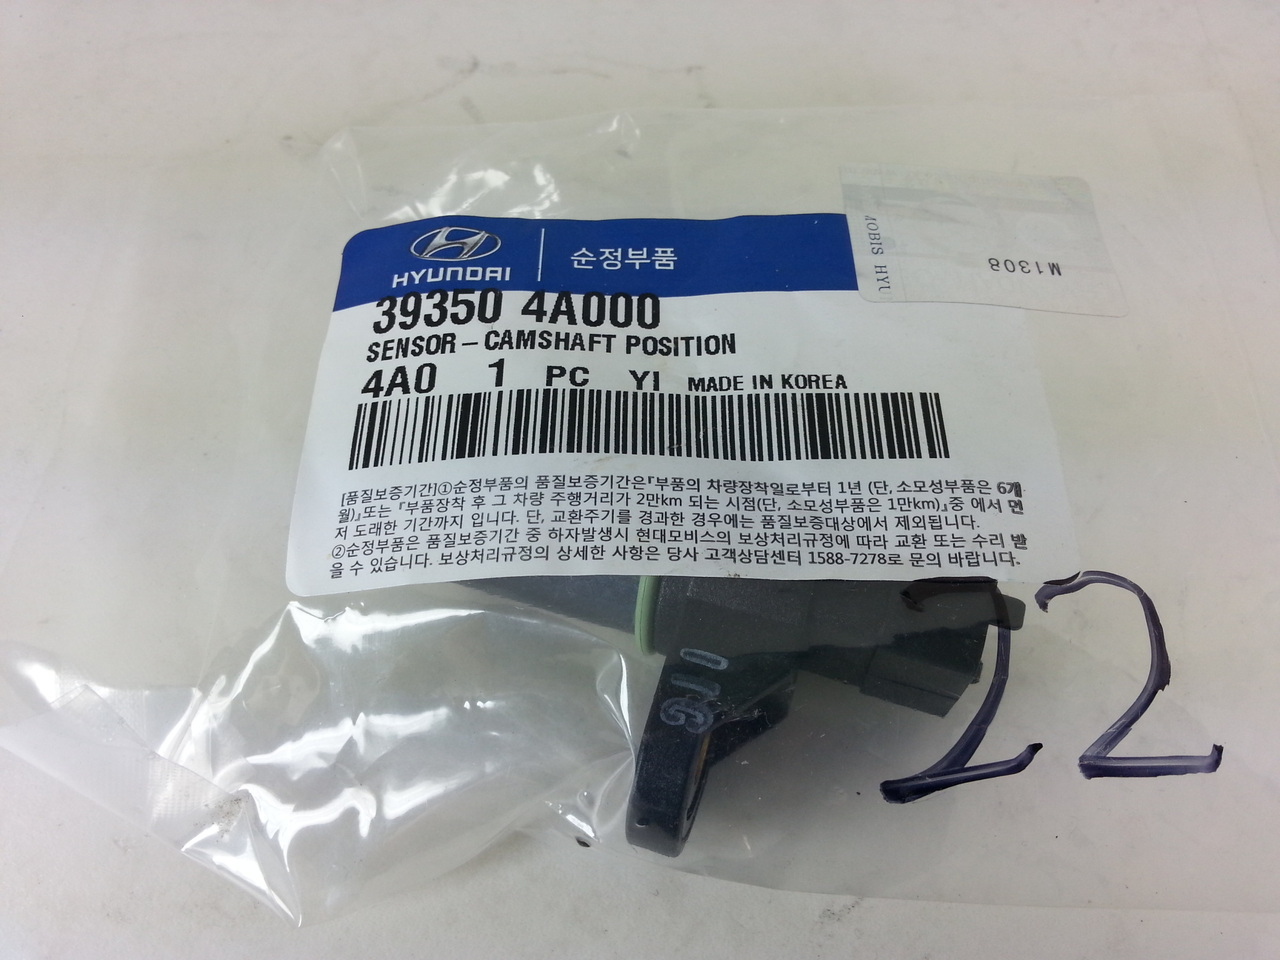 HYUNDAI
순정부품
MOBIS HYU
M1308
39350 4A000
SENSOR – CAMSHAFT POSITION
4A0 1 PC YI MADE IN KOREA
[품질보증기간]①순정부품의 품질보증기간은『부품의 차량장착일로부터 1년 (단, 소모성부품은 6개
월)』또는 『부품장착 후 그 차량 주행거리가 2만km 되는 시점(단, 소모성부품은 1만km)』중 에서 먼
저 도래한 기간까지 입니다. 단, 교환주기를 경과한 경우에는 품질보증대상에서 제외됩니다.
②순정부품은 품질보증기간 중 하자발생시 현대모비스의 보상처리규정에 따라 교환 또는 수리 받
을 수 있습니다. 보상처리규정의 상세한 사항은 당사 고객상담센터 1588-7278로 문의 바랍니다.
22